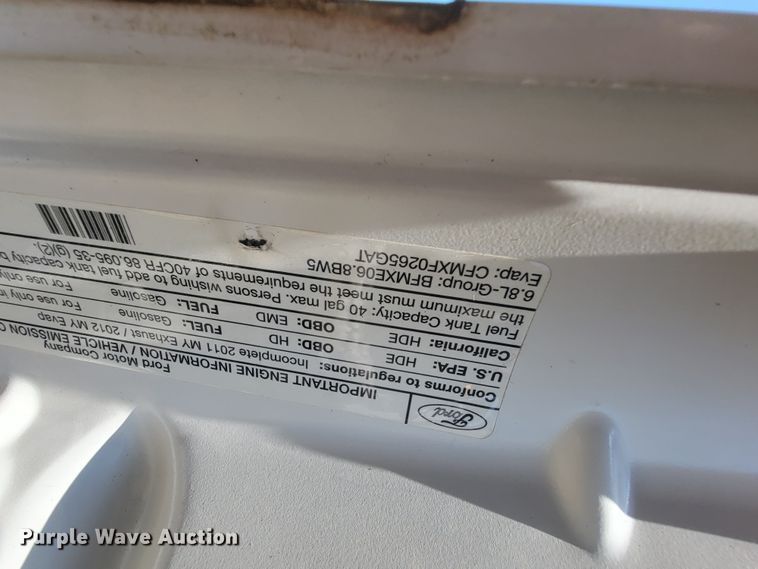 Ford
IMPORTANT ENGINE INFORMATION / VEHICLE EMISSION
Ford Motor Company
Conforms to regulations: Incomplete 2011 MY Exhaust / 2012 MY Evap
U.S. EPA: HDE OBD: HD FUEL: Gasoline For use only in
California: HDE OBD: EMD FUEL: Gasoline For use only
Fuel Tank Capacity: 40 gal max. Persons wishing to add fuel tank capacity
the maximum must meet the requirements of 40CFR 86.098-35 (g)(2).
6.8L-Group: BFMXE06.8BW5
Evap: CFMXF0265GAT
Purple Wave Auction